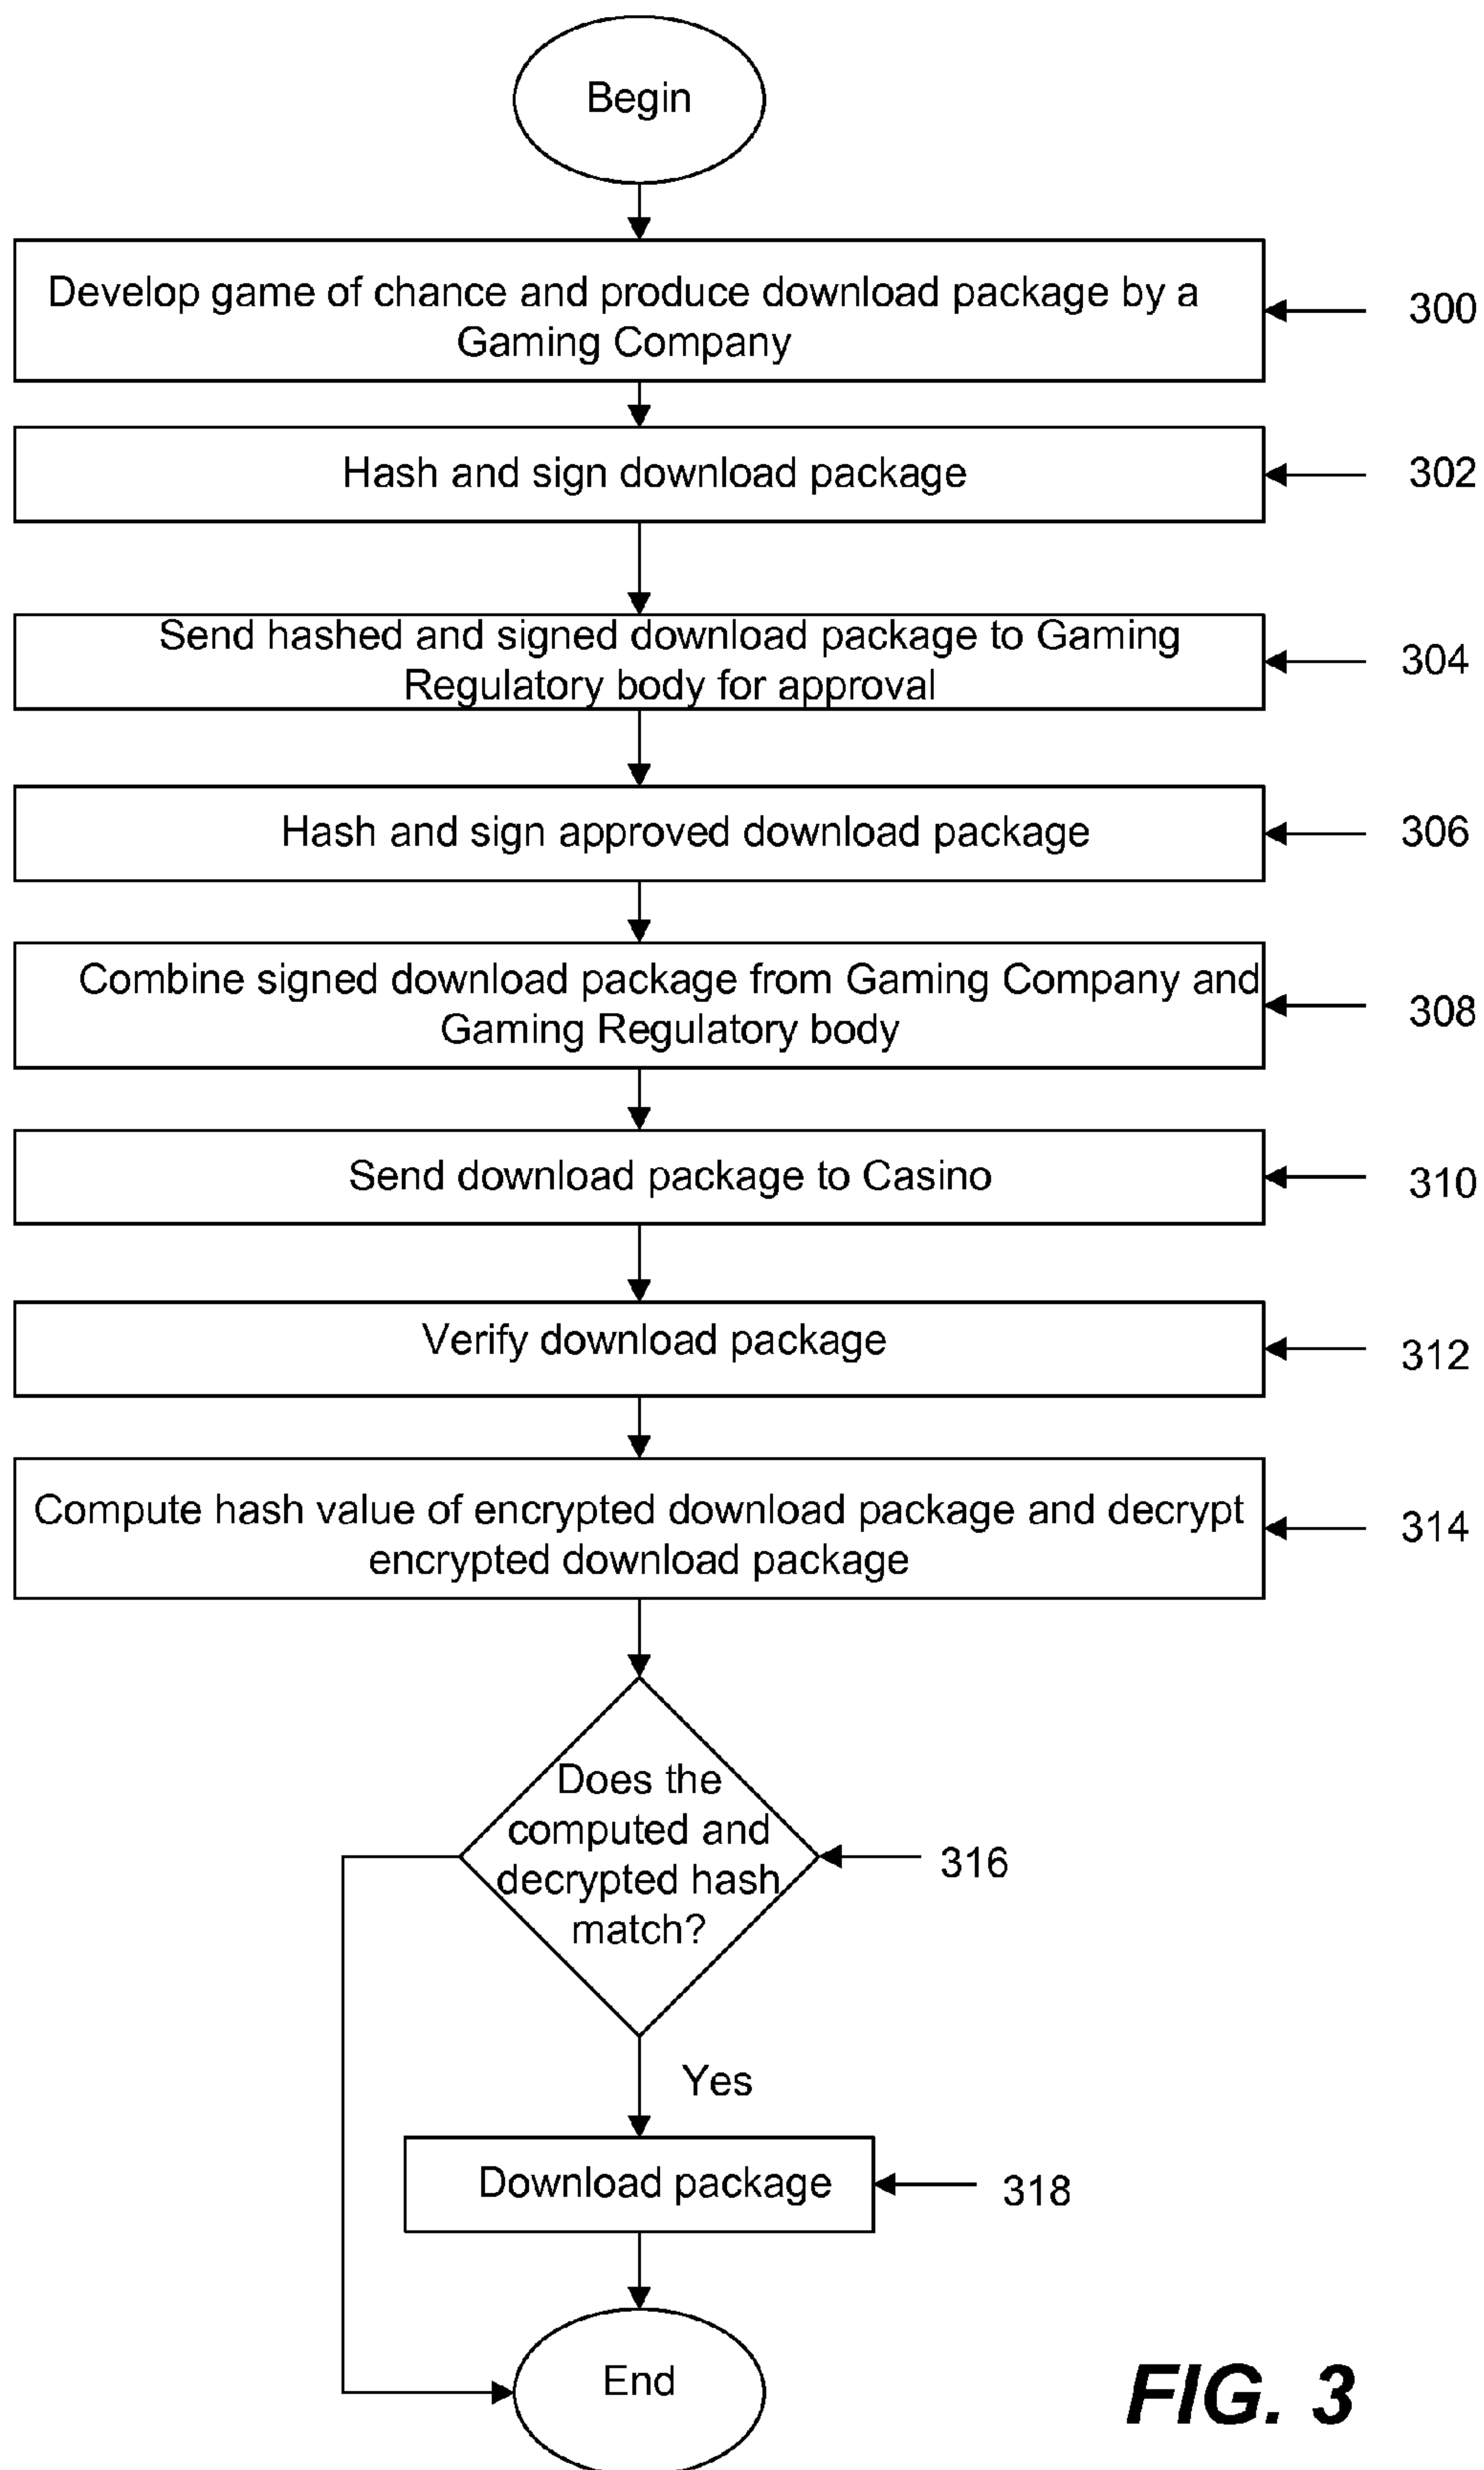 Begin
Develop game of chance and produce download package by a
Gaming Company
300
Hash and sign download package
302
Send hashed and signed download package to Gaming
Regulatory body for approval
304
Hash and sign approved download package
306
Combine signed download package from Gaming Company and
Gaming Regulatory body
308
Send download package to Casino
310
Verify download package
312
Compute hash value of encrypted download package and decrypt
encrypted download package
314
Does the
computed and
decrypted hash
match?
316
Yes
Download package
318
End
FIG. 3